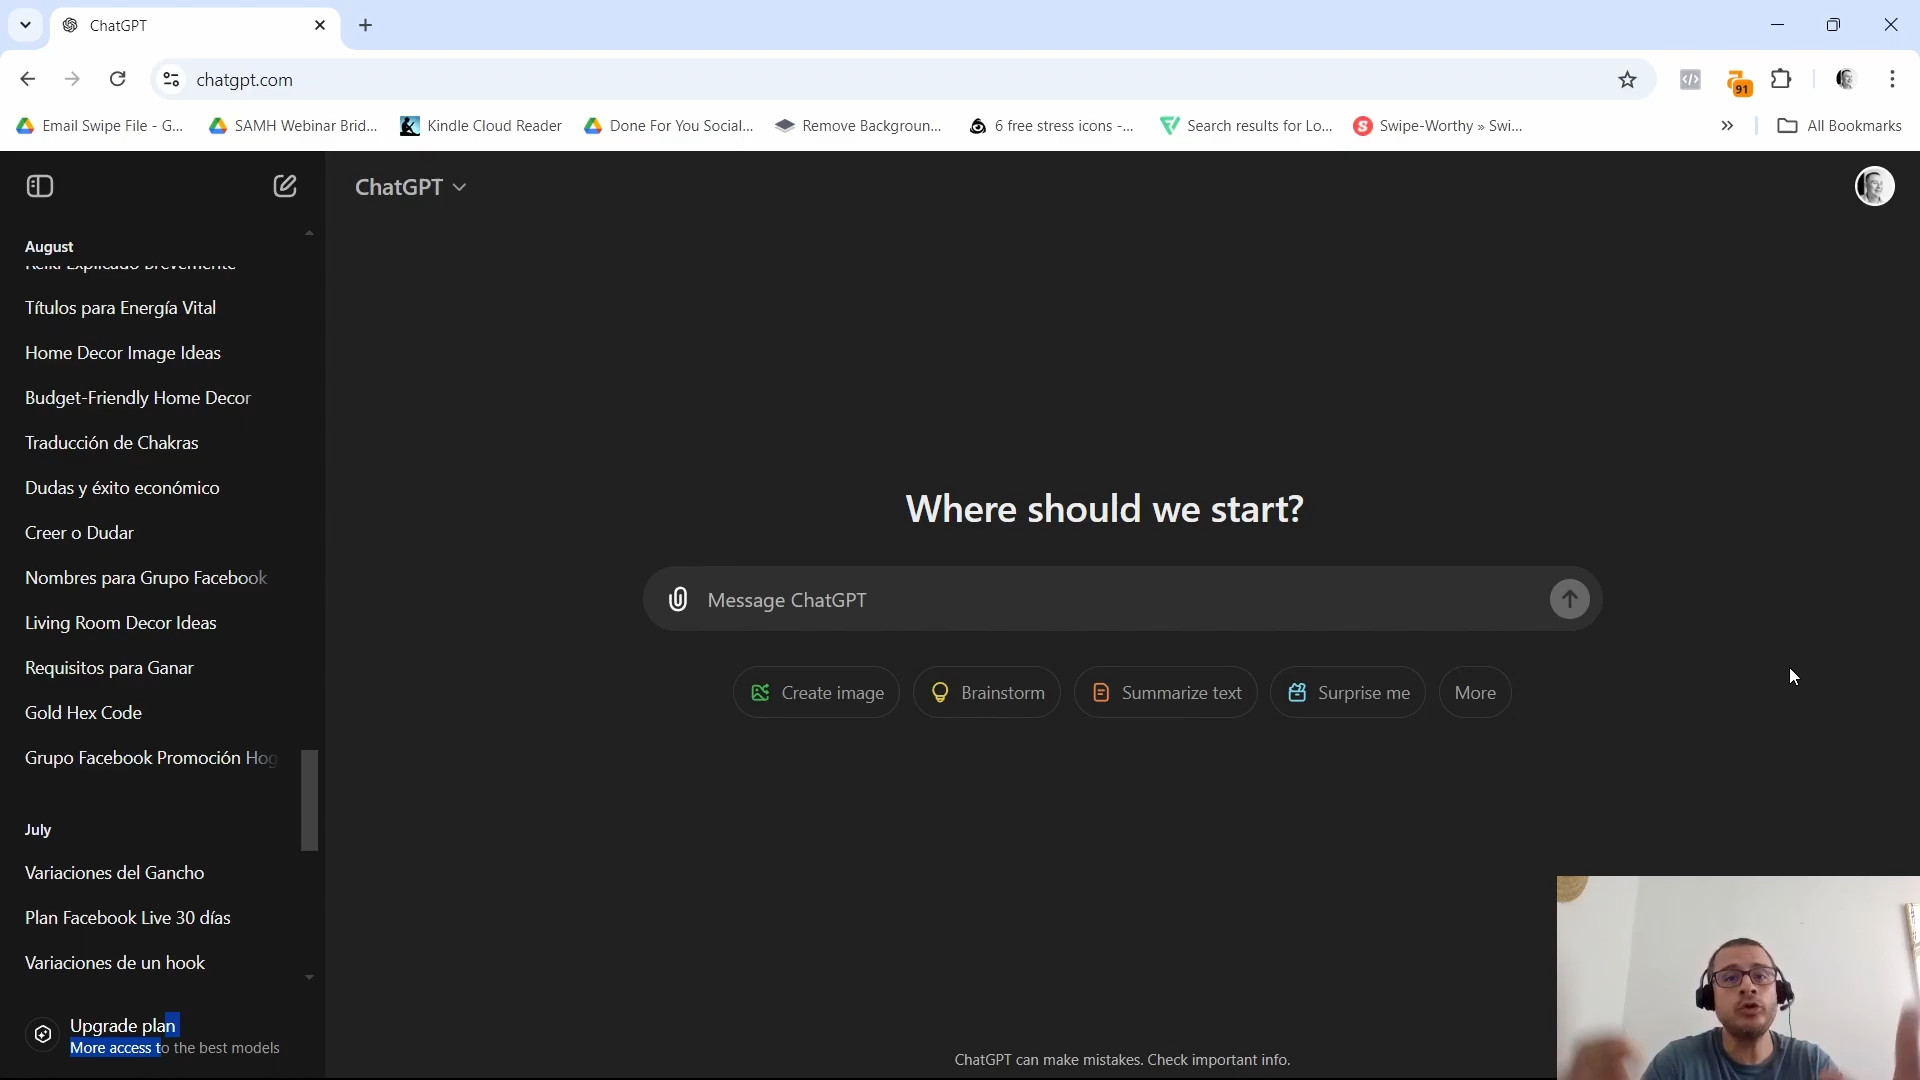 ChatGPT
chatgpt.com
91
Email Swipe File - G...
SAMH Webinar Brid...
Kindle Cloud Reader
Done For You Social...
Remove Backgroun...
6 free stress icons -...
Search results for Lo...
Swipe-Worthy » Swi...
All Bookmarks
ChatGPT
August
Reiki Explicado Brevemente
Títulos para Energía Vital
Home Decor Image Ideas
Budget-Friendly Home Decor
Traducción de Chakras
Dudas y éxito económico
Creer o Dudar
Nombres para Grupo Facebook
Living Room Decor Ideas
Requisitos para Ganar
Gold Hex Code
Grupo Facebook Promoción Hog
July
Variaciones del Gancho
Plan Facebook Live 30 días
Variaciones de un hook
Upgrade plan
More access to the best models
Where should we start?
Message ChatGPT
Create image
Brainstorm
Summarize text
Surprise me
More
ChatGPT can make mistakes. Check important info.